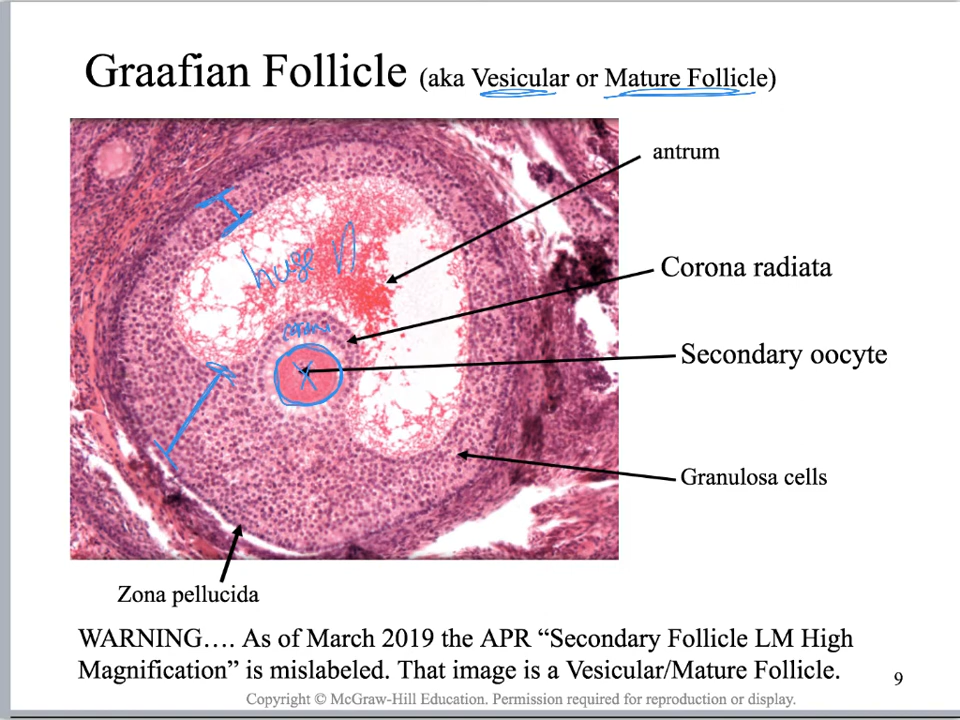 Graafian Follicle (aka Vesicular or Mature Follicle)
antrum
Corona radiata
huge
corona
Secondary oocyte
X
Granulosa cells
Zona pellucida
WARNING…. As of March 2019 the APR “Secondary Follicle LM High
Magnification” is mislabeled. That image is a Vesicular/Mature Follicle.
9
Copyright © McGraw-Hill Education. Permission required for reproduction or display.